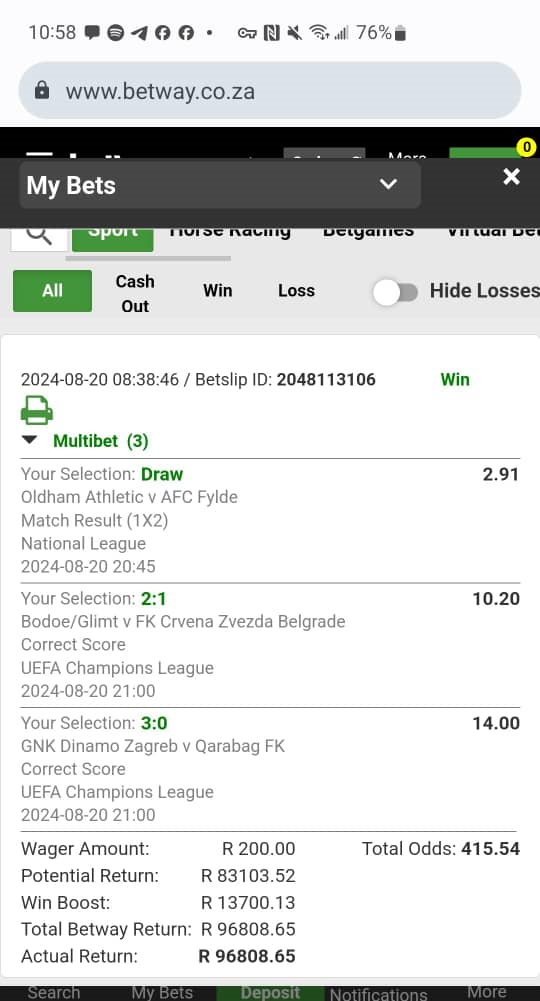 10:58
76%
www.betway.co.za
0
My Bets
×
Sport Horse Racing Betgames Virtual Bet
All
Cash Out
Win
Loss
Hide Losses
2024-08-20 08:38:46 / Betslip ID: 2048113106 Win
Multibet (3)
Your Selection: Draw 2.91
Oldham Athletic v AFC Fylde
Match Result (1X2)
National League
2024-08-20 20:45
Your Selection: 2:1 10.20
Bodoe/Glimt v FK Crvena Zvezda Belgrade
Correct Score
UEFA Champions League
2024-08-20 21:00
Your Selection: 3:0 14.00
GNK Dinamo Zagreb v Qarabag FK
Correct Score
UEFA Champions League
2024-08-20 21:00
Wager Amount: R 200.00 Total Odds: 415.54
Potential Return: R 83103.52
Win Boost: R 13700.13
Total Betway Return: R 96808.65
Actual Return: R 96808.65
Search My Bets Deposit Notifications More